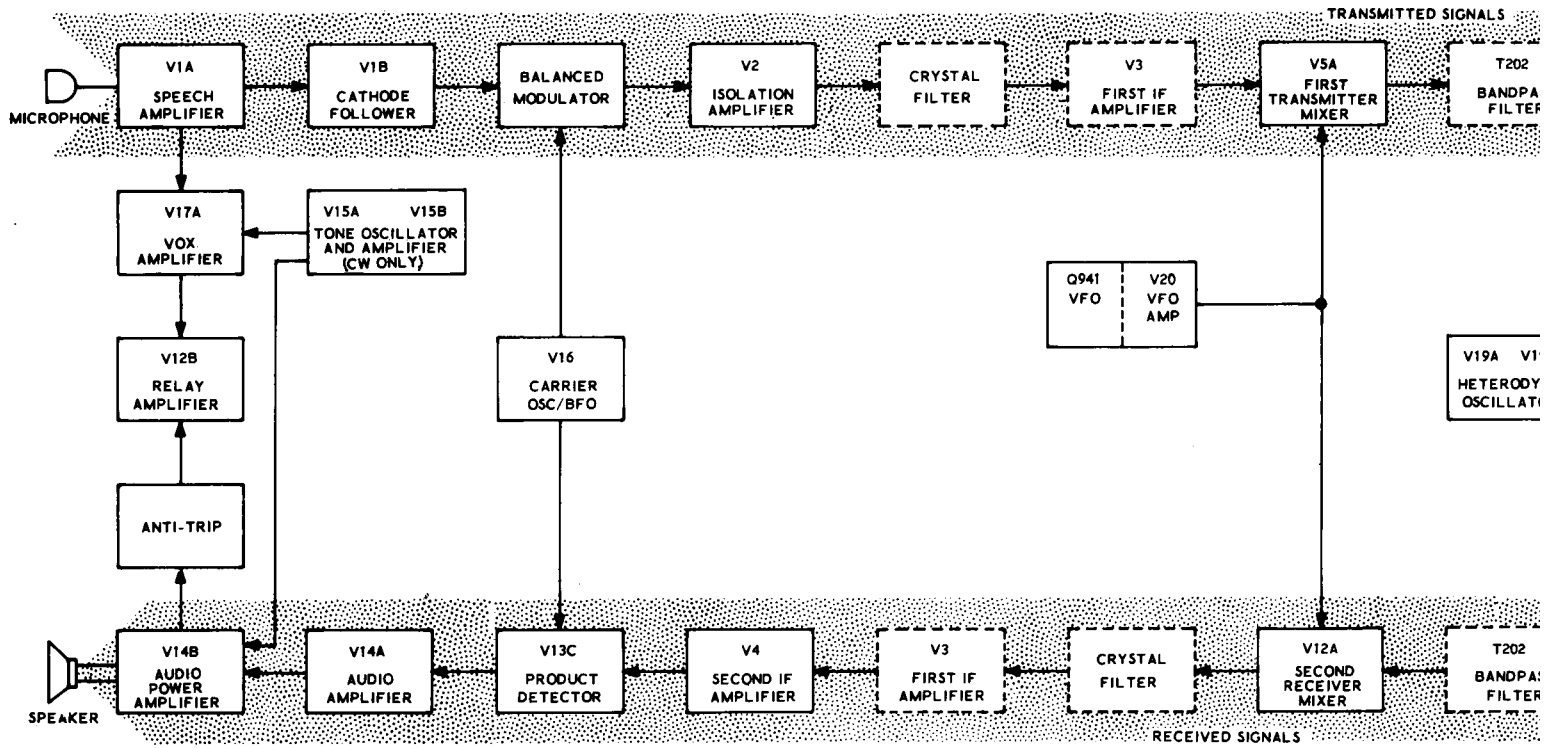 TRANSMITTED SIGNALS
MICROPHONE
V1A
SPEECH
AMPLIFIER
V1B
CATHODE
FOLLOWER
BALANCED
MODULATOR
V2
ISOLATION
AMPLIFIER
CRYSTAL
FILTER
V3
FIRST IF
AMPLIFIER
V5A
FIRST
TRANSMITTER
MIXER
T202
FILTER
V17A
VOX
AMPLIFIER
V15A V15B
TONE OSCILLATOR
AND AMPLIFIER
(CW ONLY)
Q941
VFO
V20
VFO
AMP
V12B
RELAY
AMPLIFIER
V16
CARRIER
OSC/BFO
V19A
ANTI-TRIP
SPEAKER
V14B
AUDIO
POWER
AMPLIFIER
V14A
AUDIO
AMPLIFIER
V13C
PRODUCT
DETECTOR
V4
SECOND IF
AMPLIFIER
V3
FIRST IF
AMPLIFIER
CRYSTAL
FILTER
V12A
SECOND
RECEIVER
MIXER
T202
FILTER
RECEIVED SIGNALS